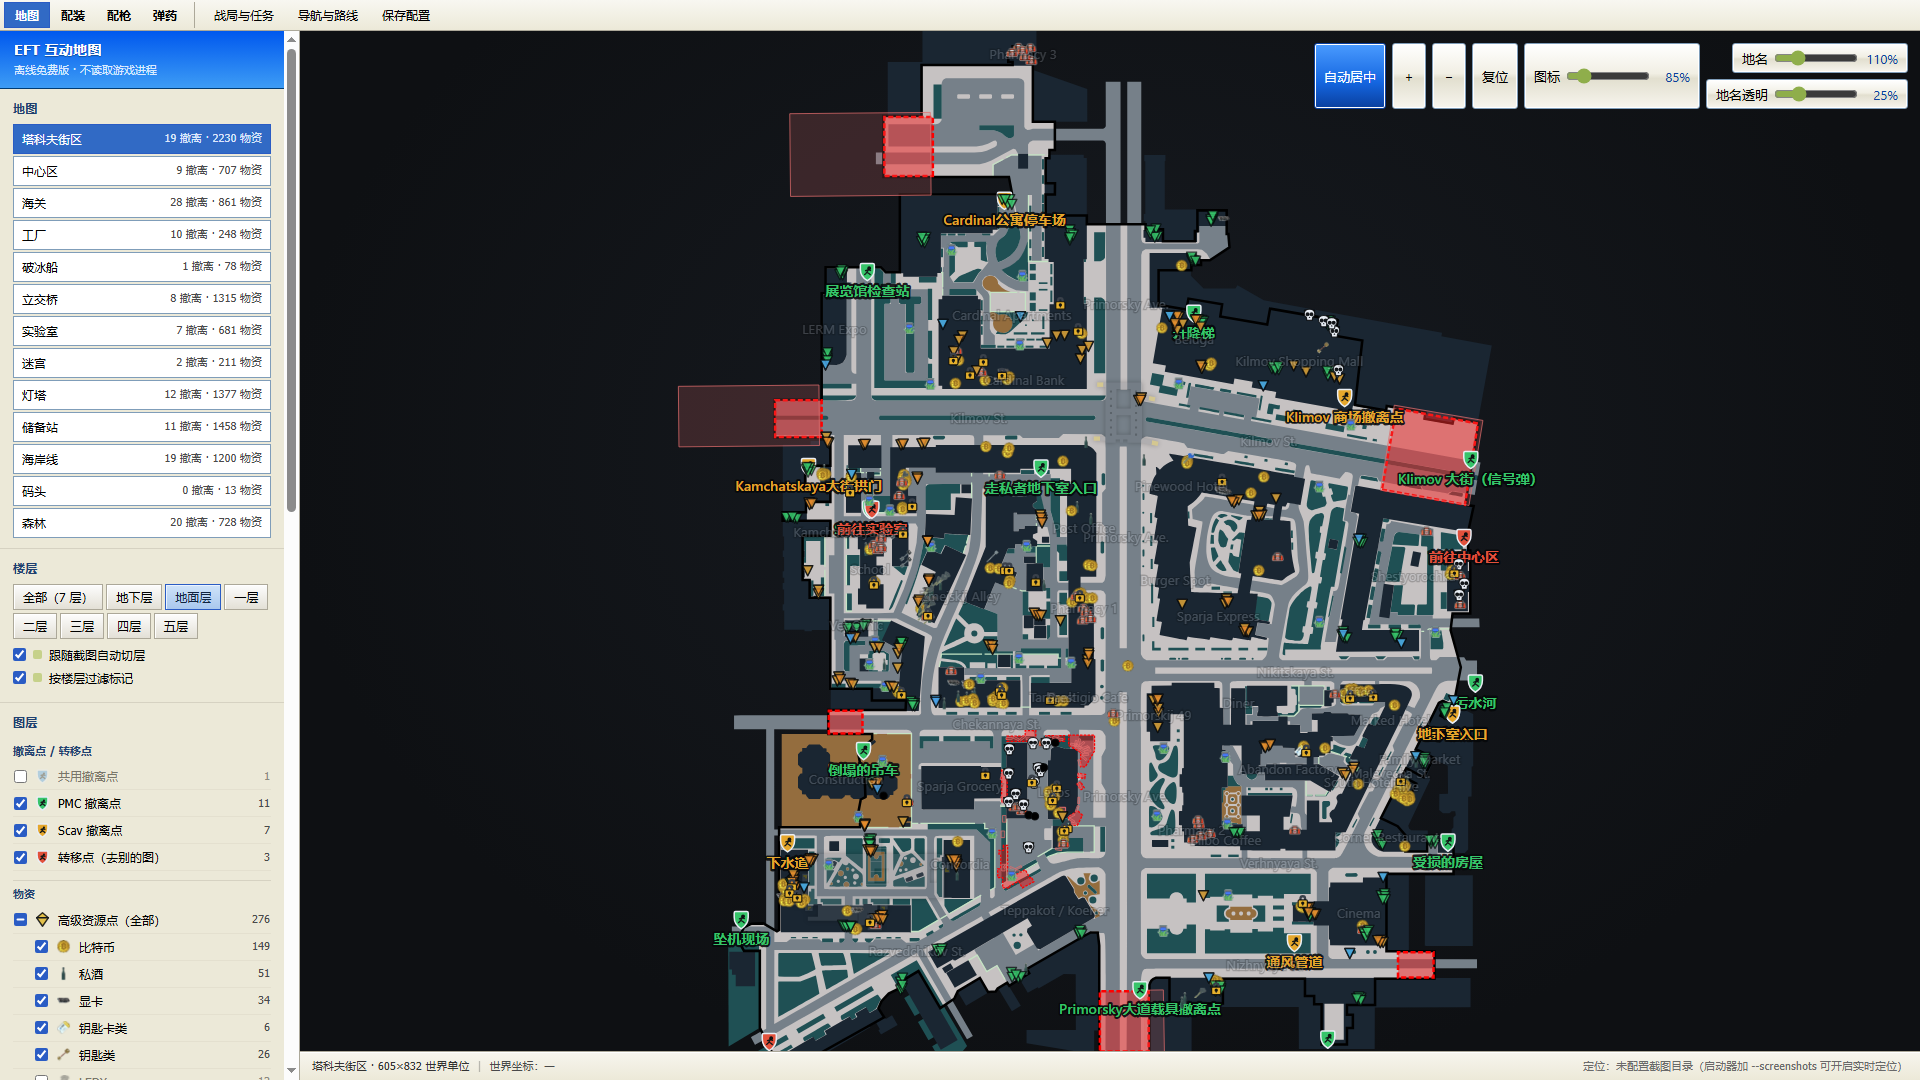 地图 配装 配枪 弹药 战局与任务 导航与路线 保存配置
EFT 互动地图
离线免费版 · 不读取游戏进程
地图
塔科夫街区 19 撤离 · 2230 物资
中心区 9 撤离 · 707 物资
海关 28 撤离 · 861 物资
工厂 10 撤离 · 248 物资
破冰船 1 撤离 · 78 物资
立交桥 8 撤离 · 1315 物资
实验室 7 撤离 · 681 物资
迷宫 2 撤离 · 211 物资
灯塔 12 撤离 · 1377 物资
储备站 11 撤离 · 1458 物资
海岸线 19 撤离 · 1200 物资
码头 0 撤离 · 13 物资
森林 20 撤离 · 728 物资
楼层
全部（7 层） 地下层 地面层 一层
二层 三层 四层 五层
跟随截图自动切层
按楼层过滤标记
图层
撤离点 / 转移点
共用撤离点 1
PMC 撤离点 11
Scav 撤离点 7
转移点（去别的图） 3
物资
高级资源点（全部） 276
比特币 149
私酒 51
显卡 34
钥匙卡类 6
钥匙类 26
自动居中 + − 复位 图标 85%
地名 110%
地名透明 25%
Pharmacy 3
Cardinal公寓停车场
展览馆检查站
Primorsky Ave.
Cardinal Apartments
LERM Expo
升降梯
Beluga
Kilmov Shopping Mall
Cardinal Bank
Kilmov St.
Klimov 商场撤离点
Kilmov St.
Klimov 大街（信号弹）
Kamchatskaya大街拱门
走私者地下室入口
Pinewood Hotel
前往实验室
Post Office
Primorsky Ave.
前往中心区
School
Burger Spot
Pharmacy 1
Sparja Express
Nikitskaya St.
污水河
Chekannaya St.
Primorskij 49
Diner
地下室入口
倒塌的吊车
Sparja Grocery
Abandon Factory
Primorsky Ave.
下水道
Concordia
受损的房屋
Verhnyaya St.
Teppakot / Koener
Cinema
坠机现场
Razvedchikov St.
通风管道
Primorsky大道载具撤离点
塔科夫街区 · 605×832 世界单位 | 世界坐标: —
定位: 未配置截图目录（启动器加 --screenshots 可开启实时定位）